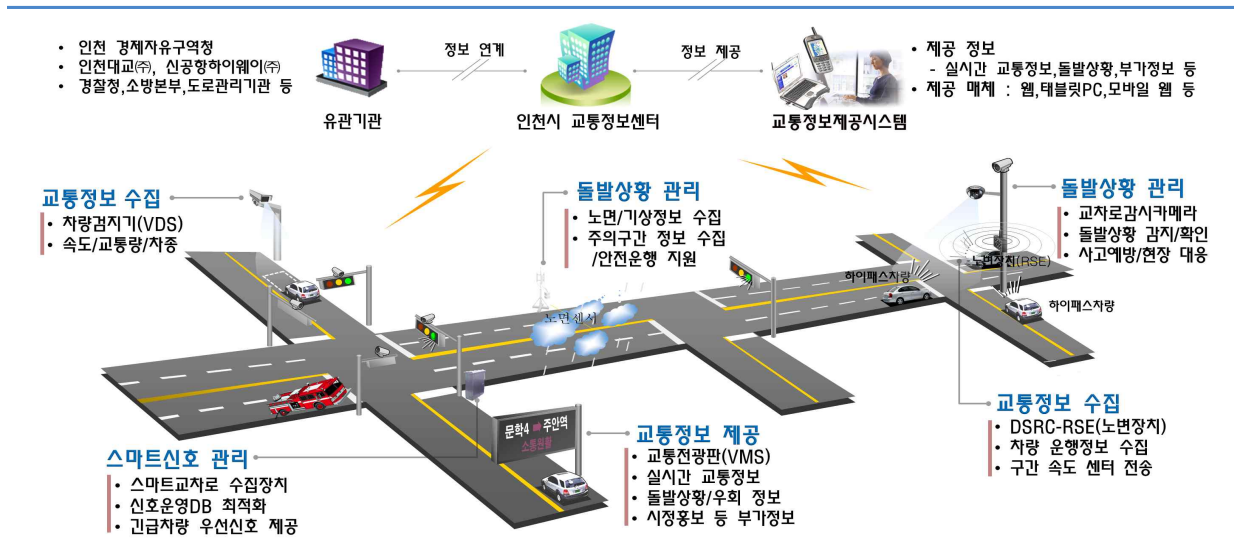 • 인천 경제자유구역청
• 인천대교㈜, 신공항하이웨이㈜
• 경찰청,소방본부,도로관리기관 등
유관기관
정보 연계
인천시 교통정보센터
정보 제공
교통정보제공시스템
• 제공 정보
- 실시간 교통정보,돌발상황,부가정보 등
• 제공 매체 : 웹,태블릿PC,모바일 웹 등
교통정보 수집
• 차량검지기(VDS)
• 속도/교통량/차종
돌발상황 관리
• 노면/기상정보 수집
• 주의구간 정보 수집
/안전운행 지원
돌발상황 관리
• 교차로감시카메라
• 돌발상황 감지/확인
• 사고예방/현장 대응
노변장치(RSE)
하이패스차량
하이패스차량
노면센서
스마트신호 관리
• 스마트교차로 수집장치
• 신호운영DB 최적화
• 긴급차량 우선신호 제공
문학4 ➡ 주안역
소통원활
교통정보 제공
• 교통전광판(VMS)
• 실시간 교통정보
• 돌발상황/우회 정보
• 시정홍보 등 부가정보
교통정보 수집
• DSRC-RSE(노변장치)
• 차량 운행정보 수집
• 구간 속도 센터 전송